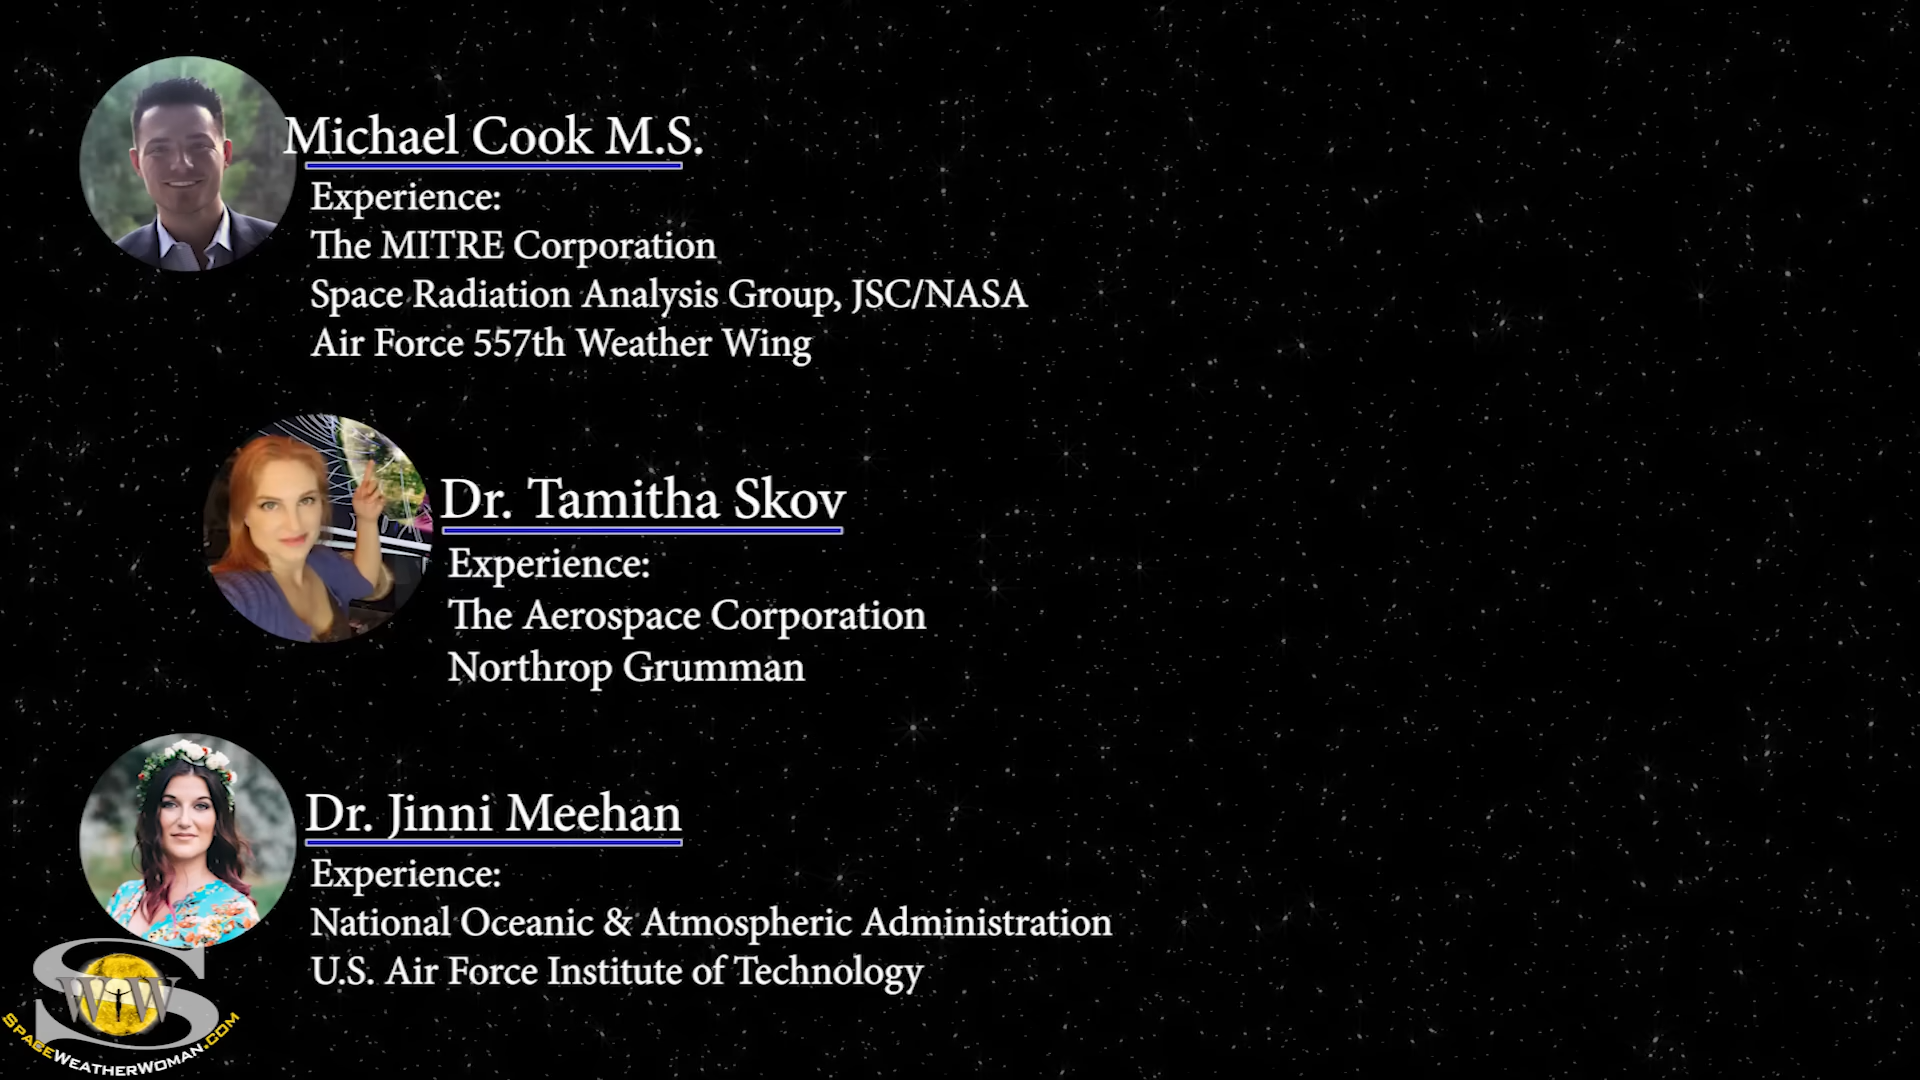 Michael Cook M.S.
Experience:
The MITRE Corporation
Space Radiation Analysis Group, JSC/NASA
Air Force 557th Weather Wing
Dr. Tamitha Skov
Experience:
The Aerospace Corporation
Northrop Grumman
Dr. Jinni Meehan
Experience:
National Oceanic & Atmospheric Administration
U.S. Air Force Institute of Technology
SWW
SPACEWEATHERWOMAN.COM